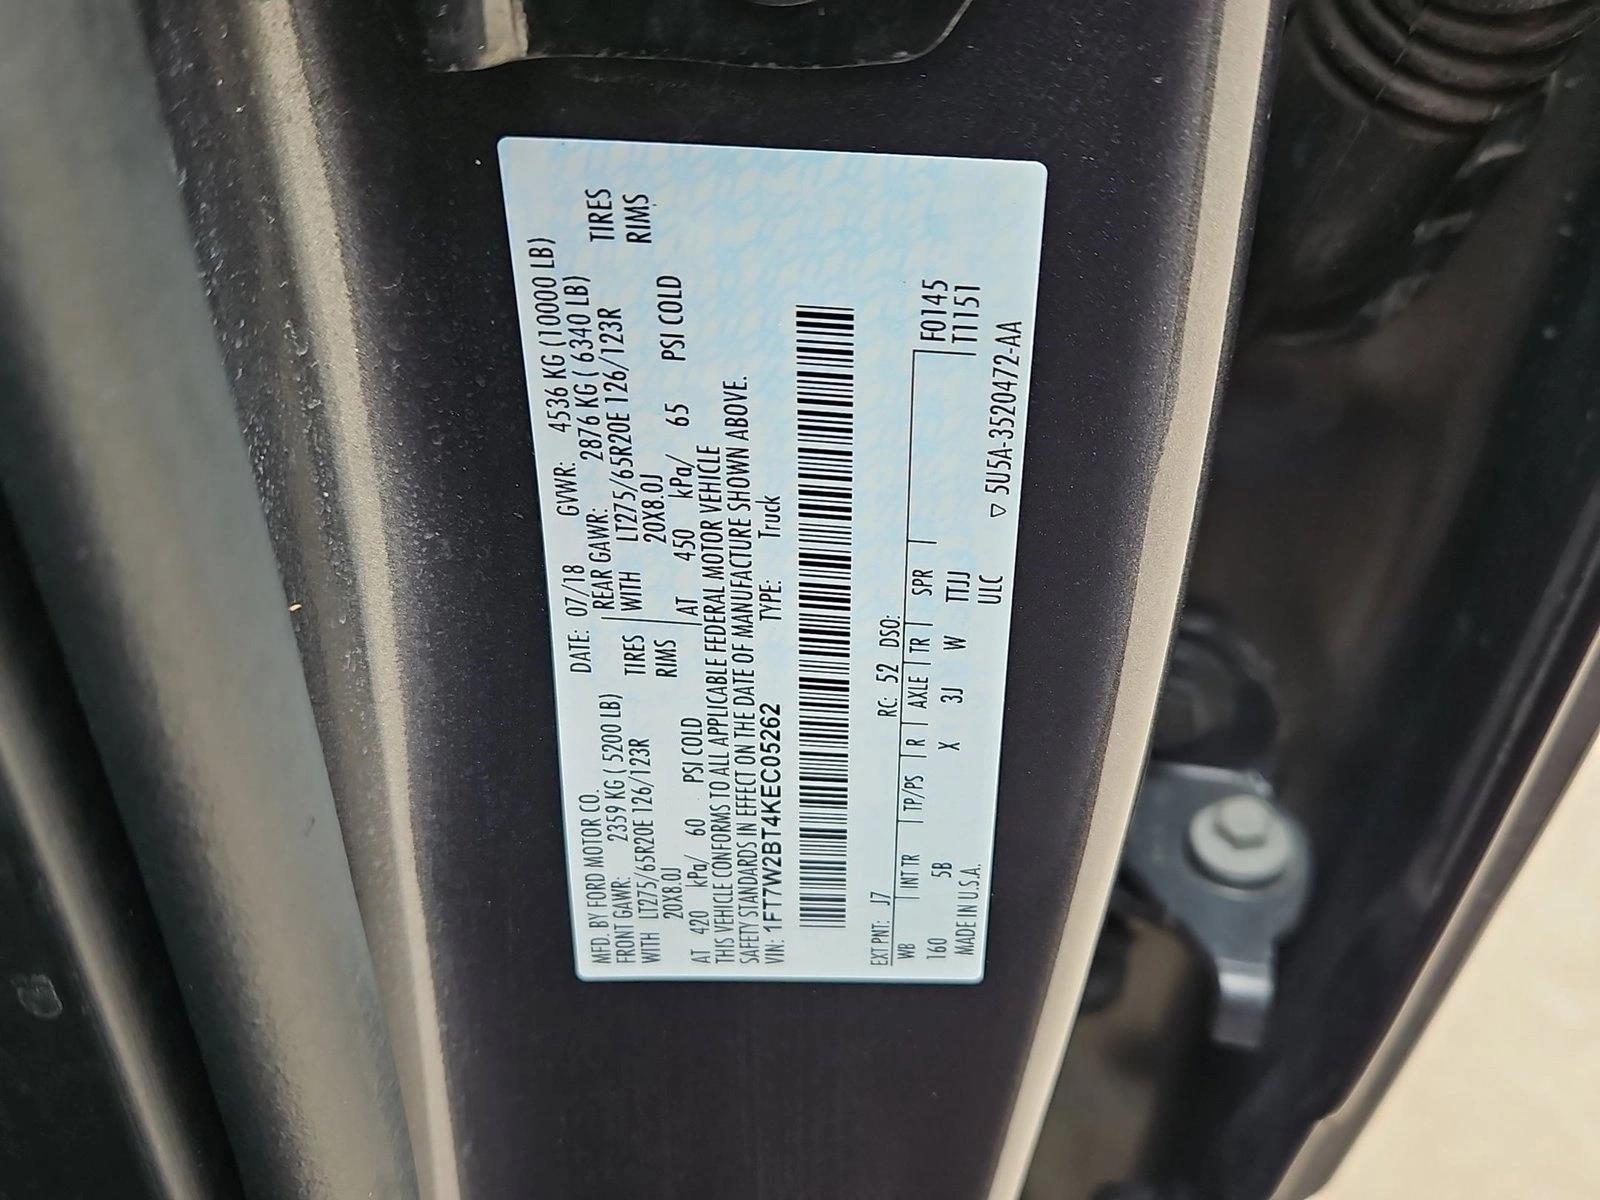 MFD. BY FORD MOTOR CO. DATE: 07/18 GVWR: 4536 KG (10000 LB)
FRONT GAWR: 2359 KG ( 5200 LB) REAR GAWR: 2876 KG ( 6340 LB)
WITH LT275/65R20E 126/123R TIRES WITH LT275/65R20E 126/123R TIRES
20X8.0J RIMS 20X8.0J RIMS
AT 420 kPa/ 60 PSI COLD AT 450 kPa/ 65 PSI COLD
THIS VEHICLE CONFORMS TO ALL APPLICABLE FEDERAL MOTOR VEHICLE
SAFETY STANDARDS IN EFFECT ON THE DATE OF MANUFACTURE SHOWN ABOVE.
VIN: 1FT7W2BT4KEC05262 TYPE: Truck
EXT PNT: J7 RC: 52 DSO:
WB INT TR TP/PS R AXLE TR SPR F0145
160 5B X 3J W TTJJ T1151
MADE IN U.S.A. ULC ▽ 5U5A-3520472-AA